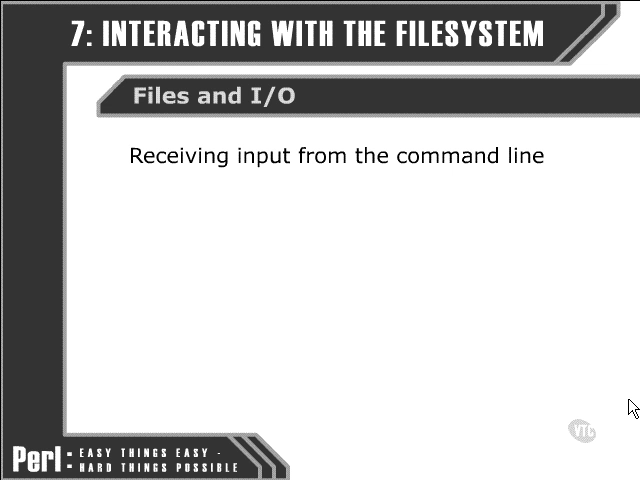 7: INTERACTING WITH THE FILESYSTEM
Files and I/O
Receiving input from the command line
VTC
Perl: EASY THINGS EASY -
HARD THINGS POSSIBLE